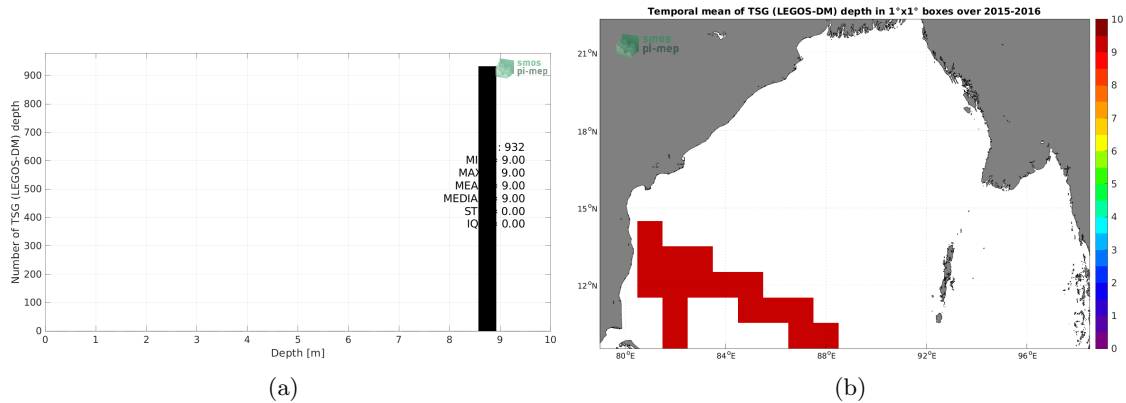 Temporal mean of TSG (LEGOS-DM) depth in 1°x1° boxes over 2015-2016
smos
pi-mep
Number of TSG (LEGOS-DM) depth
900
800
700
600
500
400
300
200
100
0
: 932
9.00
9.00
9.00
9.00
0.00
0.00
0 1 2 3 4 5 6 7 8 9 10
Depth [m]
(a)
smos
pi-mep
21°N
18°N
15°N
12°N
80°E 84°E 88°E 92°E 96°E
10
9
8
7
6
5
4
3
2
1
0
(b)